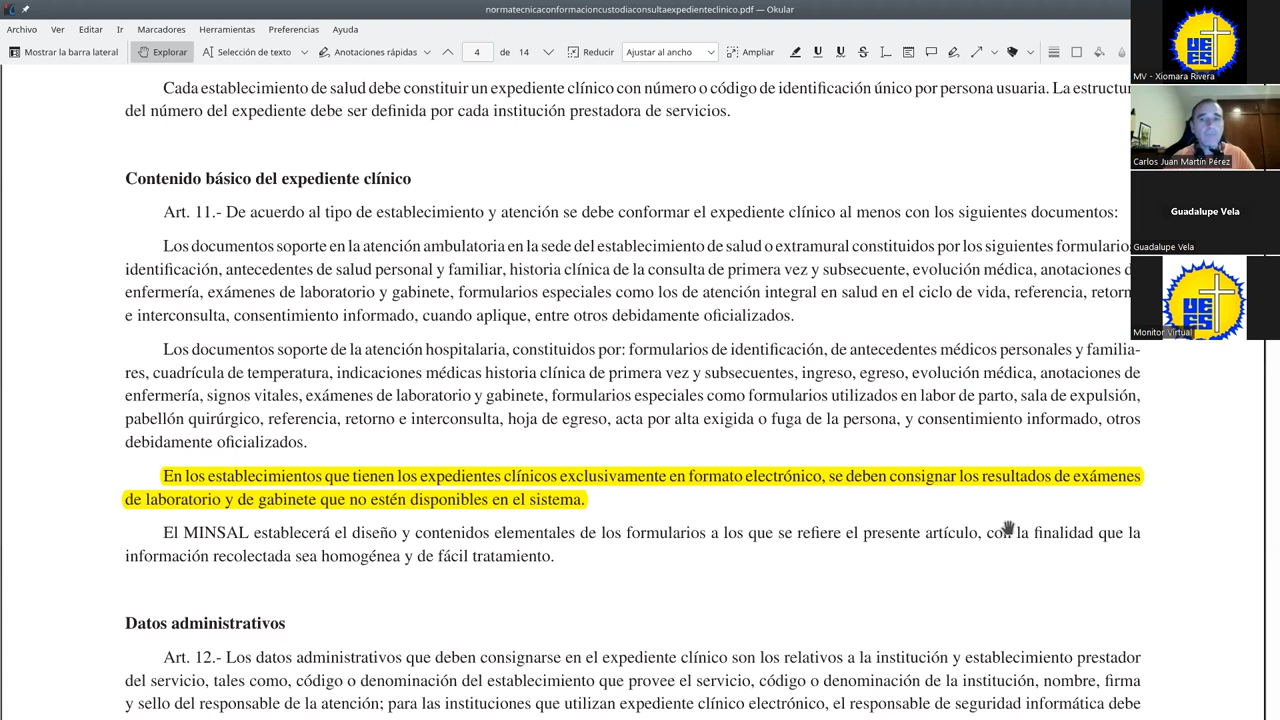 normatecnicaconformacioncustodiaconsultaexpedienteclinico.pdf — Okular
Archivo Ver Editar Ir Marcadores Herramientas Preferencias Ayuda
Mostrar la barra lateral Explorar Selección de texto Anotaciones rápidas 4 de 14 Reducir Ajustar al ancho Ampliar
Cada establecimiento de salud debe constituir un expediente clínico con número o código de identificación único por persona usuaria. La estructur
del número del expediente debe ser definida por cada institución prestadora de servicios.
Contenido básico del expediente clínico
Art. 11.- De acuerdo al tipo de establecimiento y atención se debe conformar el expediente clínico al menos con los siguientes documentos:
Los documentos soporte en la atención ambulatoria en la sede del establecimiento de salud o extramural constituidos por los siguientes formulario
identificación, antecedentes de salud personal y familiar, historia clínica de la consulta de primera vez y subsecuente, evolución médica, anotaciones d
enfermería, exámenes de laboratorio y gabinete, formularios especiales como los de atención integral en salud en el ciclo de vida, referencia, retorn
e interconsulta, consentimiento informado, cuando aplique, entre otros debidamente oficializados.
Los documentos soporte de la atención hospitalaria, constituidos por: formularios de identificación, de antecedentes médicos personales y familia-
res, cuadrícula de temperatura, indicaciones médicas historia clínica de primera vez y subsecuentes, ingreso, egreso, evolución médica, anotaciones de
enfermería, signos vitales, exámenes de laboratorio y gabinete, formularios especiales como formularios utilizados en labor de parto, sala de expulsión,
pabellón quirúrgico, referencia, retorno e interconsulta, hoja de egreso, acta por alta exigida o fuga de la persona, y consentimiento informado, otros
debidamente oficializados.
En los establecimientos que tienen los expedientes clínicos exclusivamente en formato electrónico, se deben consignar los resultados de exámenes
de laboratorio y de gabinete que no estén disponibles en el sistema.
El MINSAL establecerá el diseño y contenidos elementales de los formularios a los que se refiere el presente artículo, con la finalidad que la
información recolectada sea homogénea y de fácil tratamiento.
Datos administrativos
Art. 12.- Los datos administrativos que deben consignarse en el expediente clínico son los relativos a la institución y establecimiento prestador
del servicio, tales como, código o denominación del establecimiento que provee el servicio, código o denominación de la institución, nombre, firma
y sello del responsable de la atención; para las instituciones que utilizan expediente clínico electrónico, el responsable de seguridad informática debe
UEES
MV - Xiomara Rivera
Carlos Juan Martín Pérez
Guadalupe Vela
Guadalupe Vela
UEES
Monitor Virtual